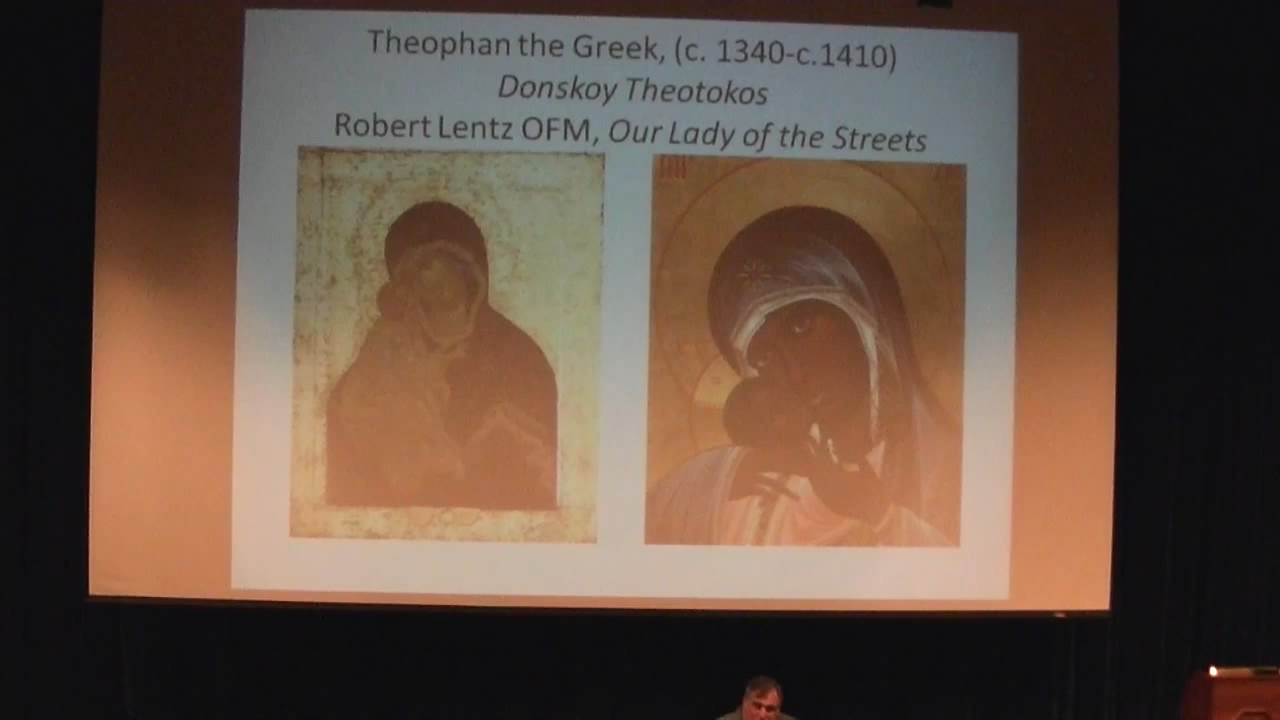 Theophan the Greek, (c. 1340-c.1410)
Donskoy Theotokos
Robert Lentz OFM, Our Lady of the Streets